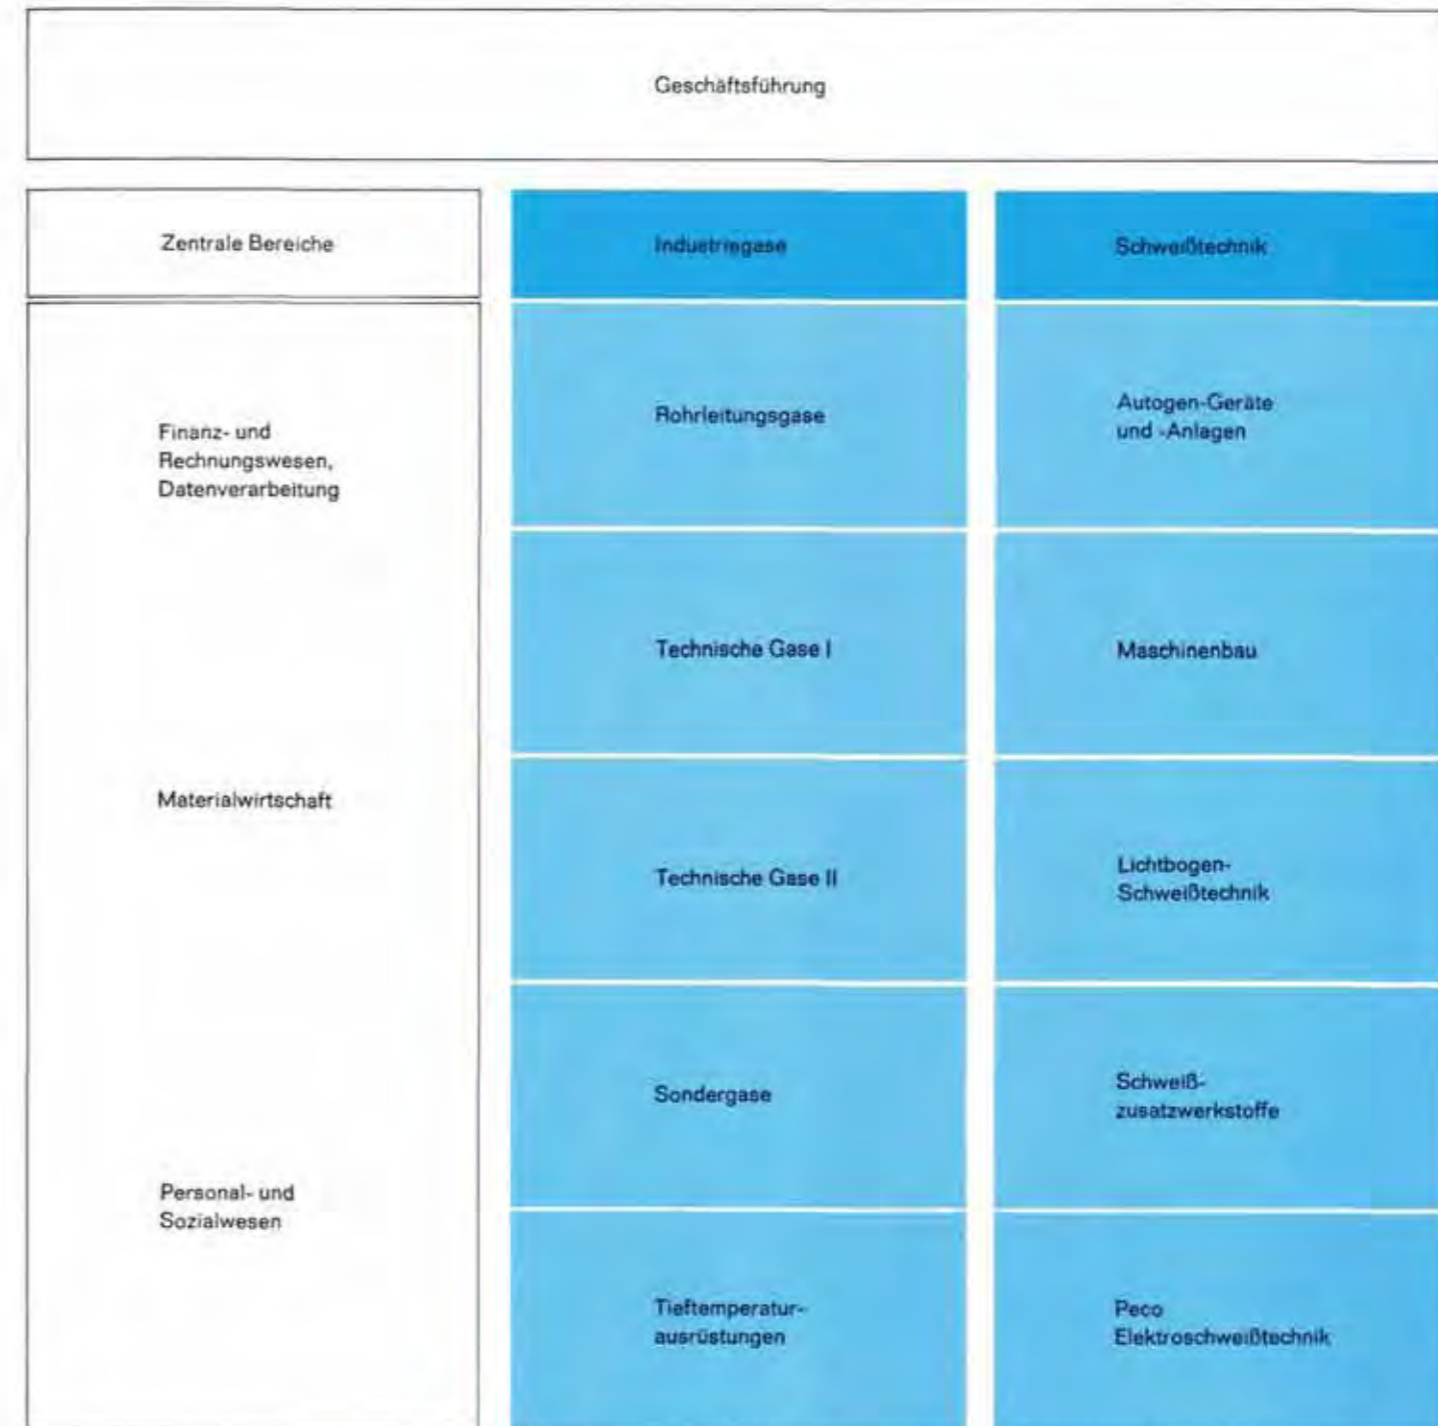 Geschäftsführung
Zentrale Bereiche
Finanz- und
Rechnungswesen,
Datenverarbeitung
Materialwirtschaft
Personal- und
Sozialwesen
Industriegase
Rohrleitungsgase
Technische Gase I
Technische Gase II
Sondergase
Tieftemperatur-
ausrüstungen
Schweißtechnik
Autogen-Geräte
und -Anlagen
Maschinenbau
Lichtbogen-
Schweißtechnik
Schweiß-
zusatzwerkstoffe
Peco
Elektroschweißtechnik